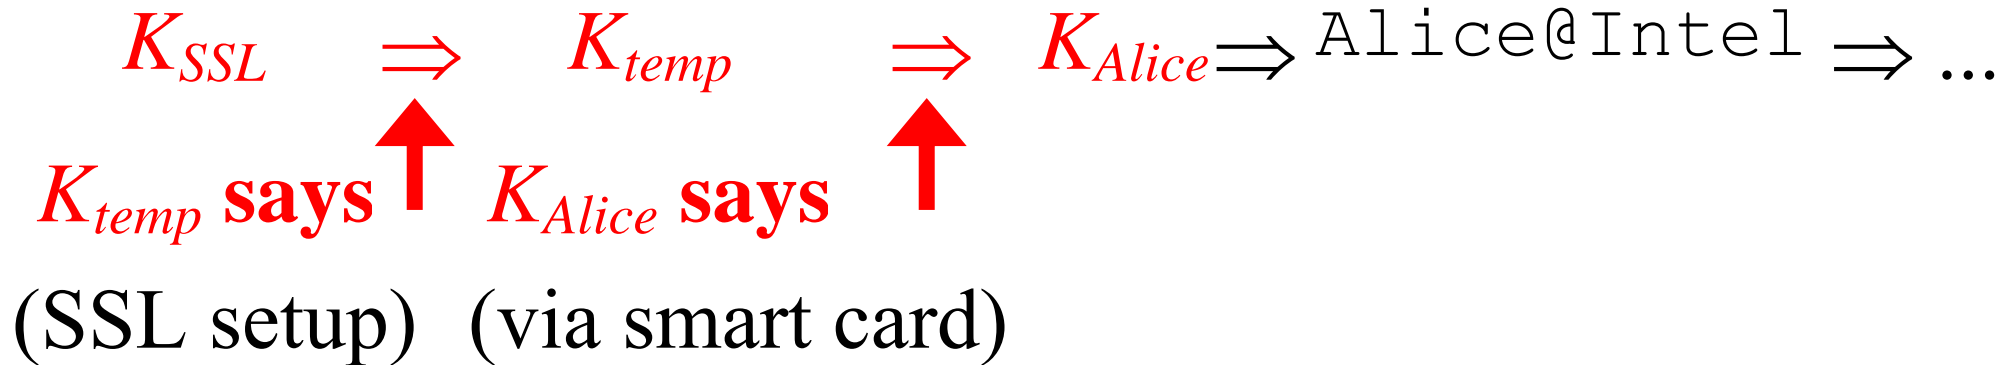 K_SSL ⇒ K_temp ⇒ K_Alice ⇒ Alice@Intel ⇒ ...
K_temp says K_Alice says
(SSL setup) (via smart card)